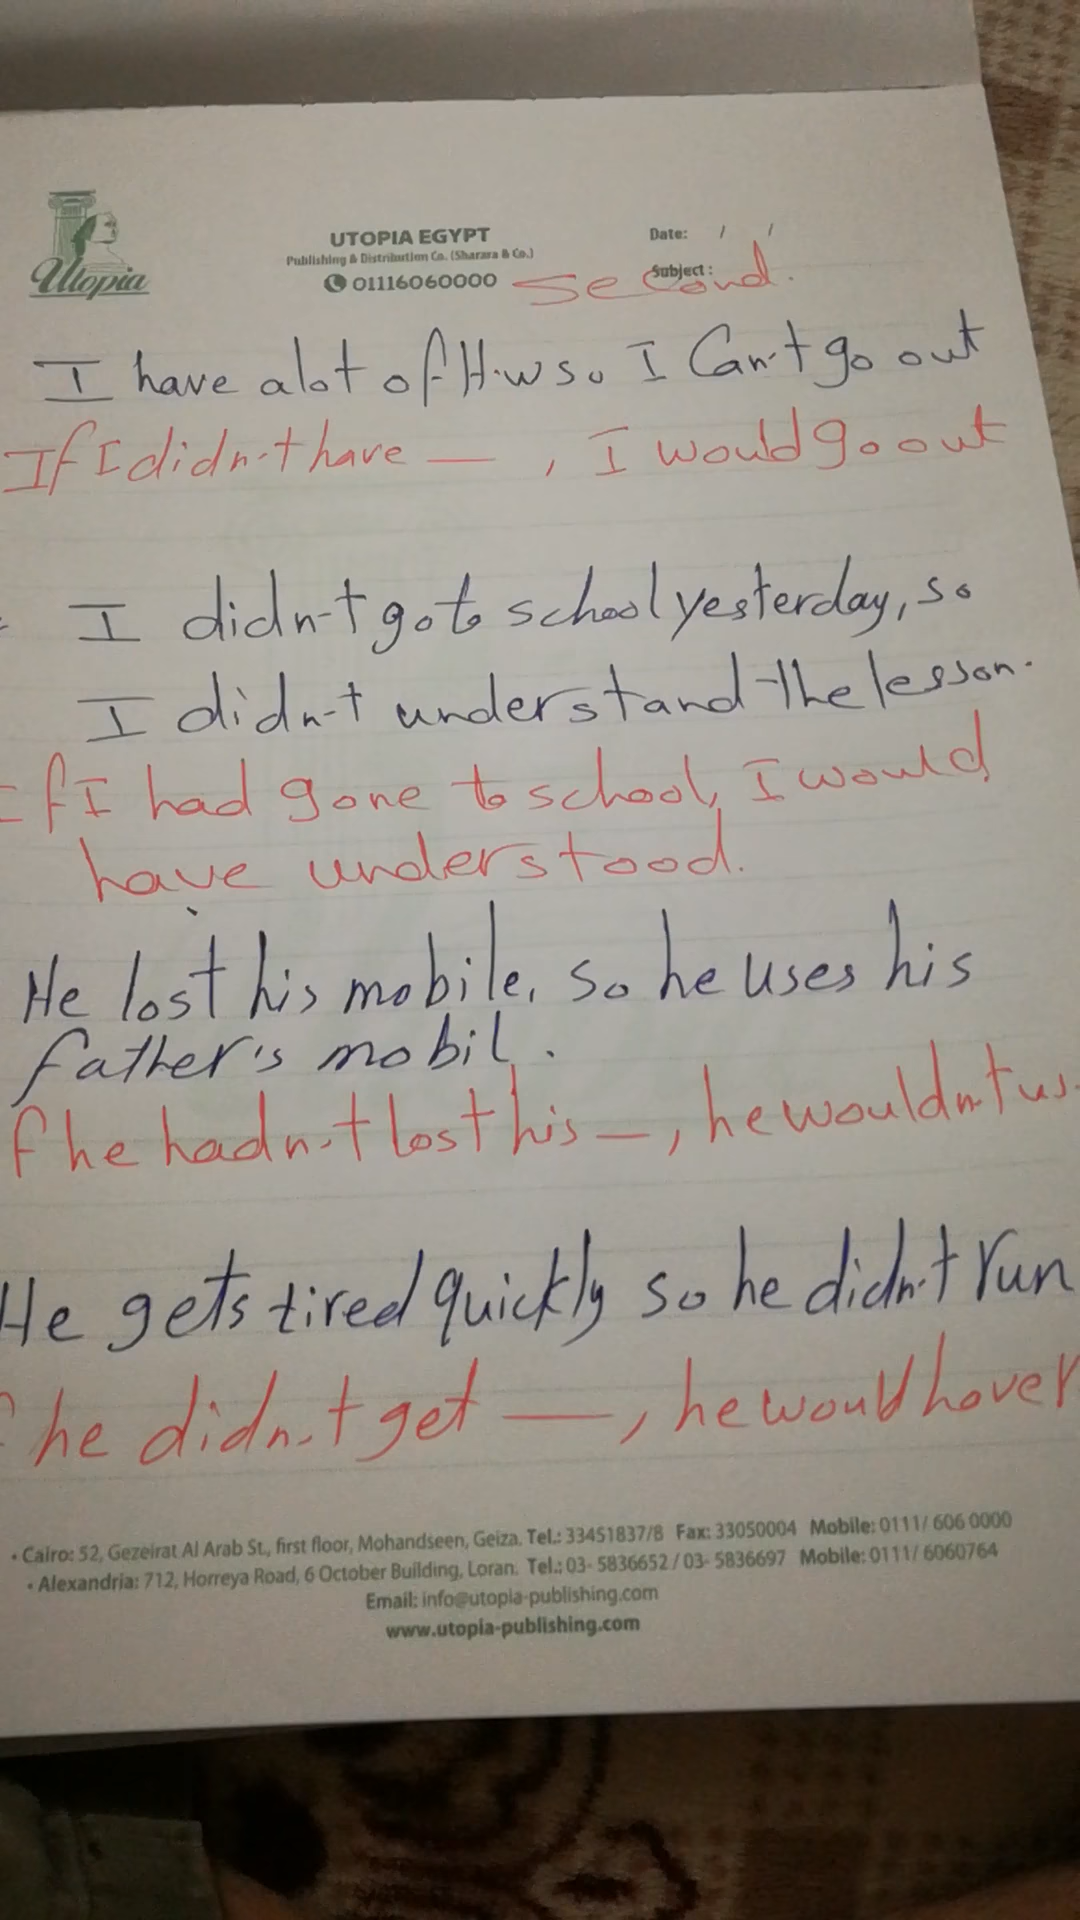 Utopia
UTOPIA EGYPT
Publishing & Distribution Co. (Sharara & Co.)
01116060000
Date: / /
Subject:
Second.
I have alot of H.w so I Can't go out
If I didn't have — , I would go out
I didn't go to school yesterday, so
I didn't understand the lesson.
If I had gone to school, I would
have understood.
He lost his mobile, so he uses his
father's mobil.
f he hadn't lost his —, he wouldn't us
He gets tired quickly so he didn't run
f he didn't get —, he would have r
• Cairo: 52, Gezeirat Al Arab St., first floor, Mohandseen, Geiza. Tel.: 33451837/8 Fax: 33050004 Mobile: 0111/ 606 0000
• Alexandria: 712, Horreya Road, 6 October Building, Loran. Tel.: 03- 5836652 / 03- 5836697 Mobile: 0111/ 6060764
Email: info@utopia-publishing.com
www.utopia-publishing.com